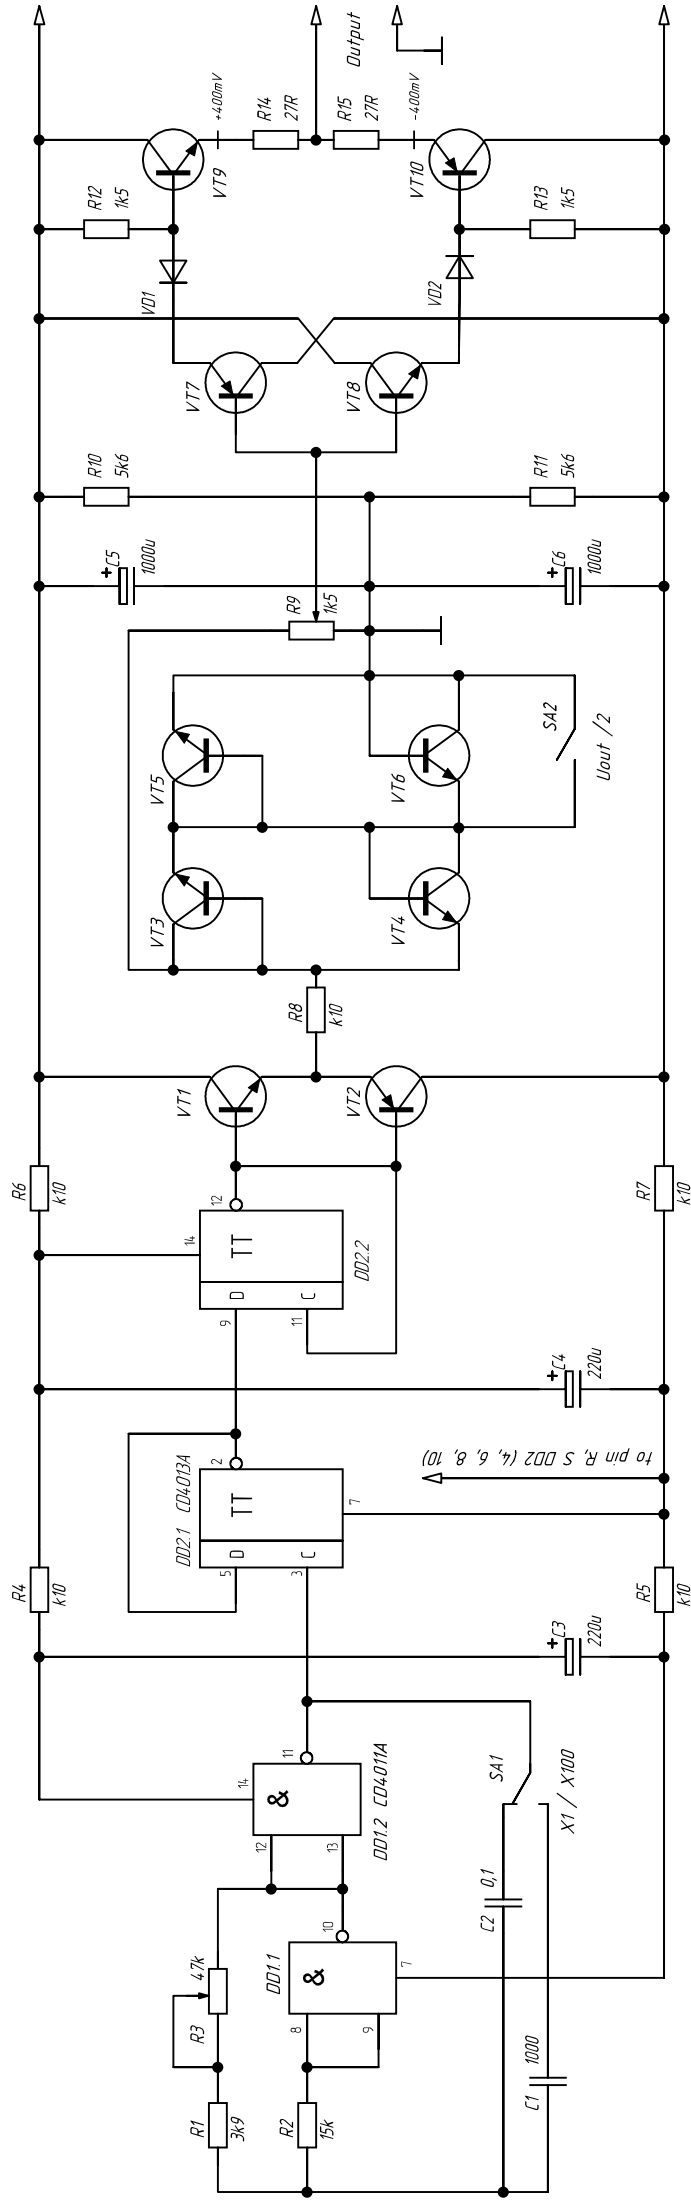 Output
+400mV
-400mV
R14
27R
R15
27R
VT9
VT10
R12
1k5
R13
1k5
VD1
VD2
VT7
VT8
R10
5k6
R11
5k6
+
C5
1000u
+
C6
1000u
R9
1k5
SA2
Uout /2
VT5
VT6
VT3
VT4
R8
k10
VT1
VT2
R6
k10
R7
k10
12
14
TT
D
C
9
11
DD2.2
+
C4
220u
to pin R, S DD2 (4, 6, 8, 10)
DD2.1 CD4013A
2
TT
D
C
5
3
7
R4
k10
R5
k10
+
C3
220u
11
14
&
12
13
DD1.2 CD4011A
SA1
X1 / X100
C2
0,1
DD1.1
10
&
8
9
7
R3
47k
C1
1000
R1
3k9
R2
15k